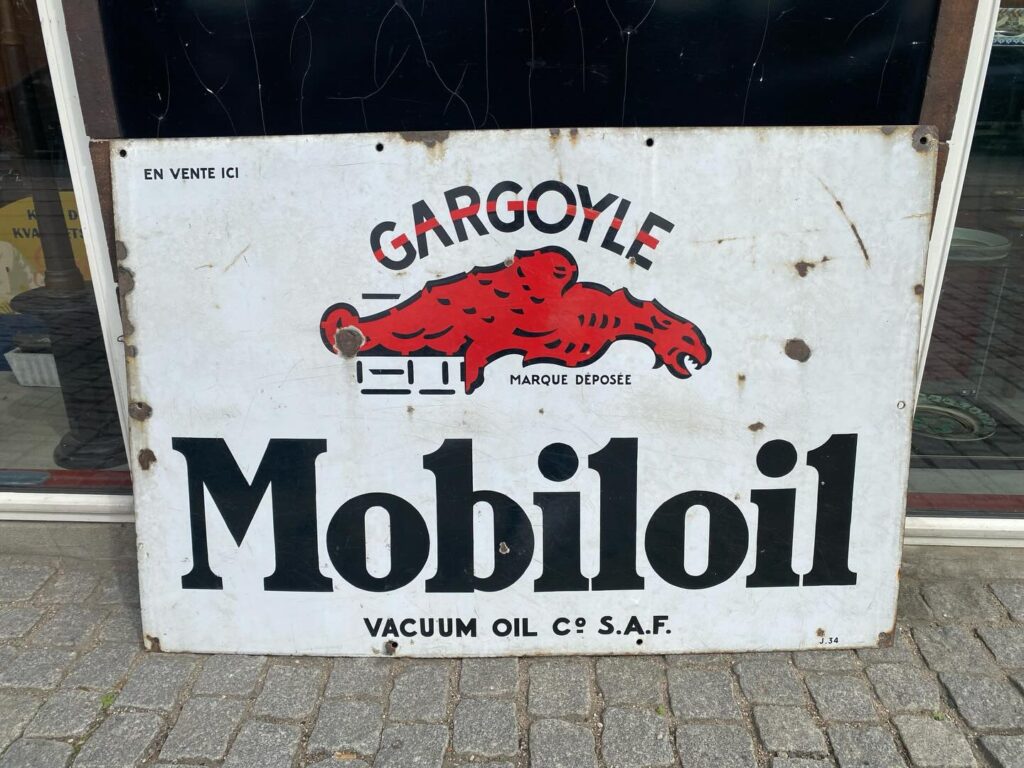 EN VENTE ICI
GARGOYLE
MARQUE DÉPOSÉE
Mobiloil
VACUUM OIL Cº S.A.F.
J.34